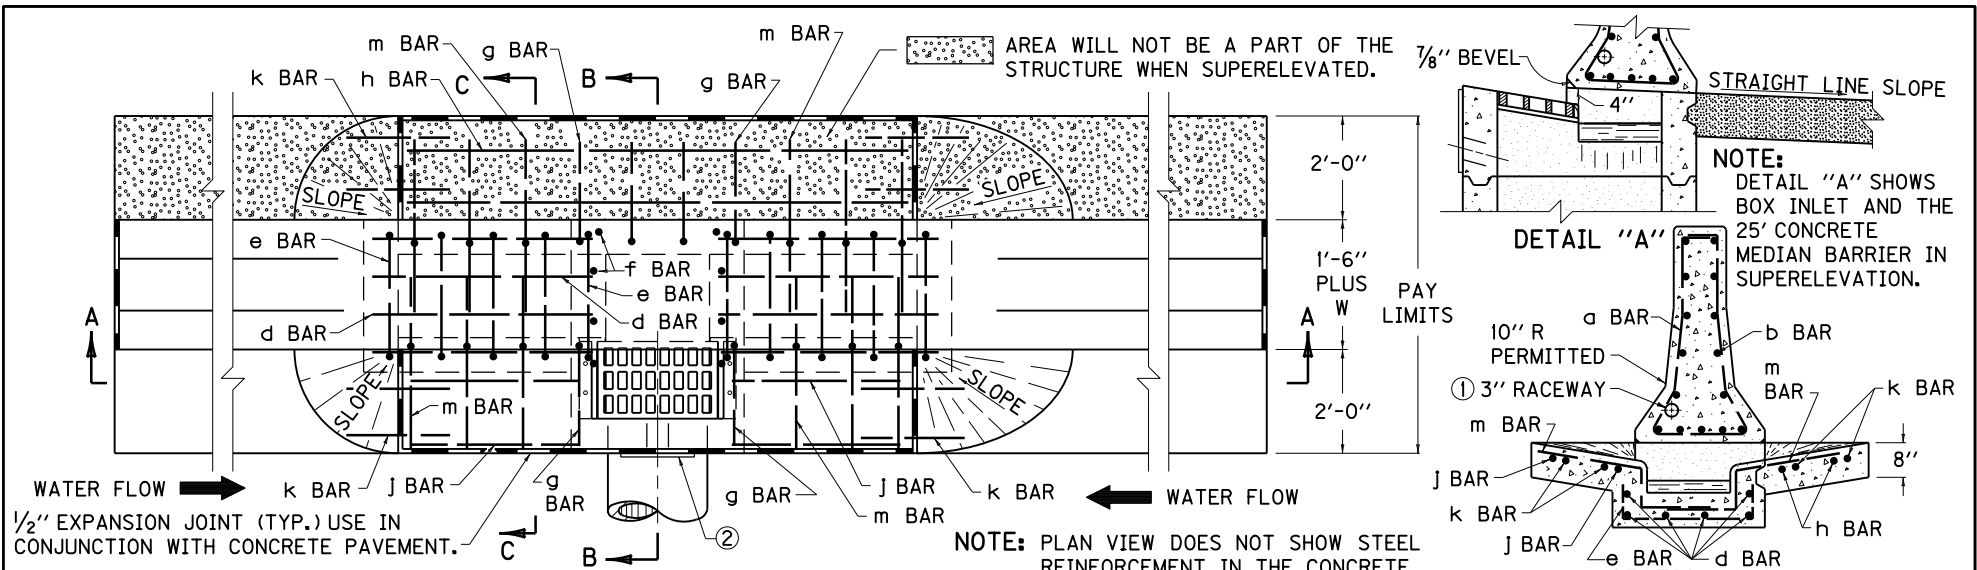 m BAR
g BAR
m BAR
k BAR
h BAR
C
B
g BAR
AREA WILL NOT BE A PART OF THE
STRUCTURE WHEN SUPERELEVATED.
7/8" BEVEL
4"
STRAIGHT LINE SLOPE
NOTE:
DETAIL "A" SHOWS
BOX INLET AND THE
25' CONCRETE
MEDIAN BARRIER IN
SUPERELEVATION.
DETAIL "A"
SLOPE
SLOPE
2'-0"
e BAR
f BAR
e BAR
d BAR
d BAR
1'-6"
PLUS
W
PAY
LIMITS
A
A
SLOPE
SLOPE
2'-0"
m BAR
a BAR
b BAR
10" R
PERMITTED
m
BAR
k BAR
① 3" RACEWAY
m BAR
8"
j BAR
k BAR
j BAR
e BAR
d BAR
h BAR
WATER FLOW
k BAR
j BAR
g
BAR
g BAR
j BAR
m BAR
k BAR
WATER FLOW
1/2" EXPANSION JOINT (TYP.) USE IN
CONJUNCTION WITH CONCRETE PAVEMENT.
C
B
②
NOTE: PLAN VIEW DOES NOT SHOW STEEL
REINFORCEMENT IN THE CONCRETE